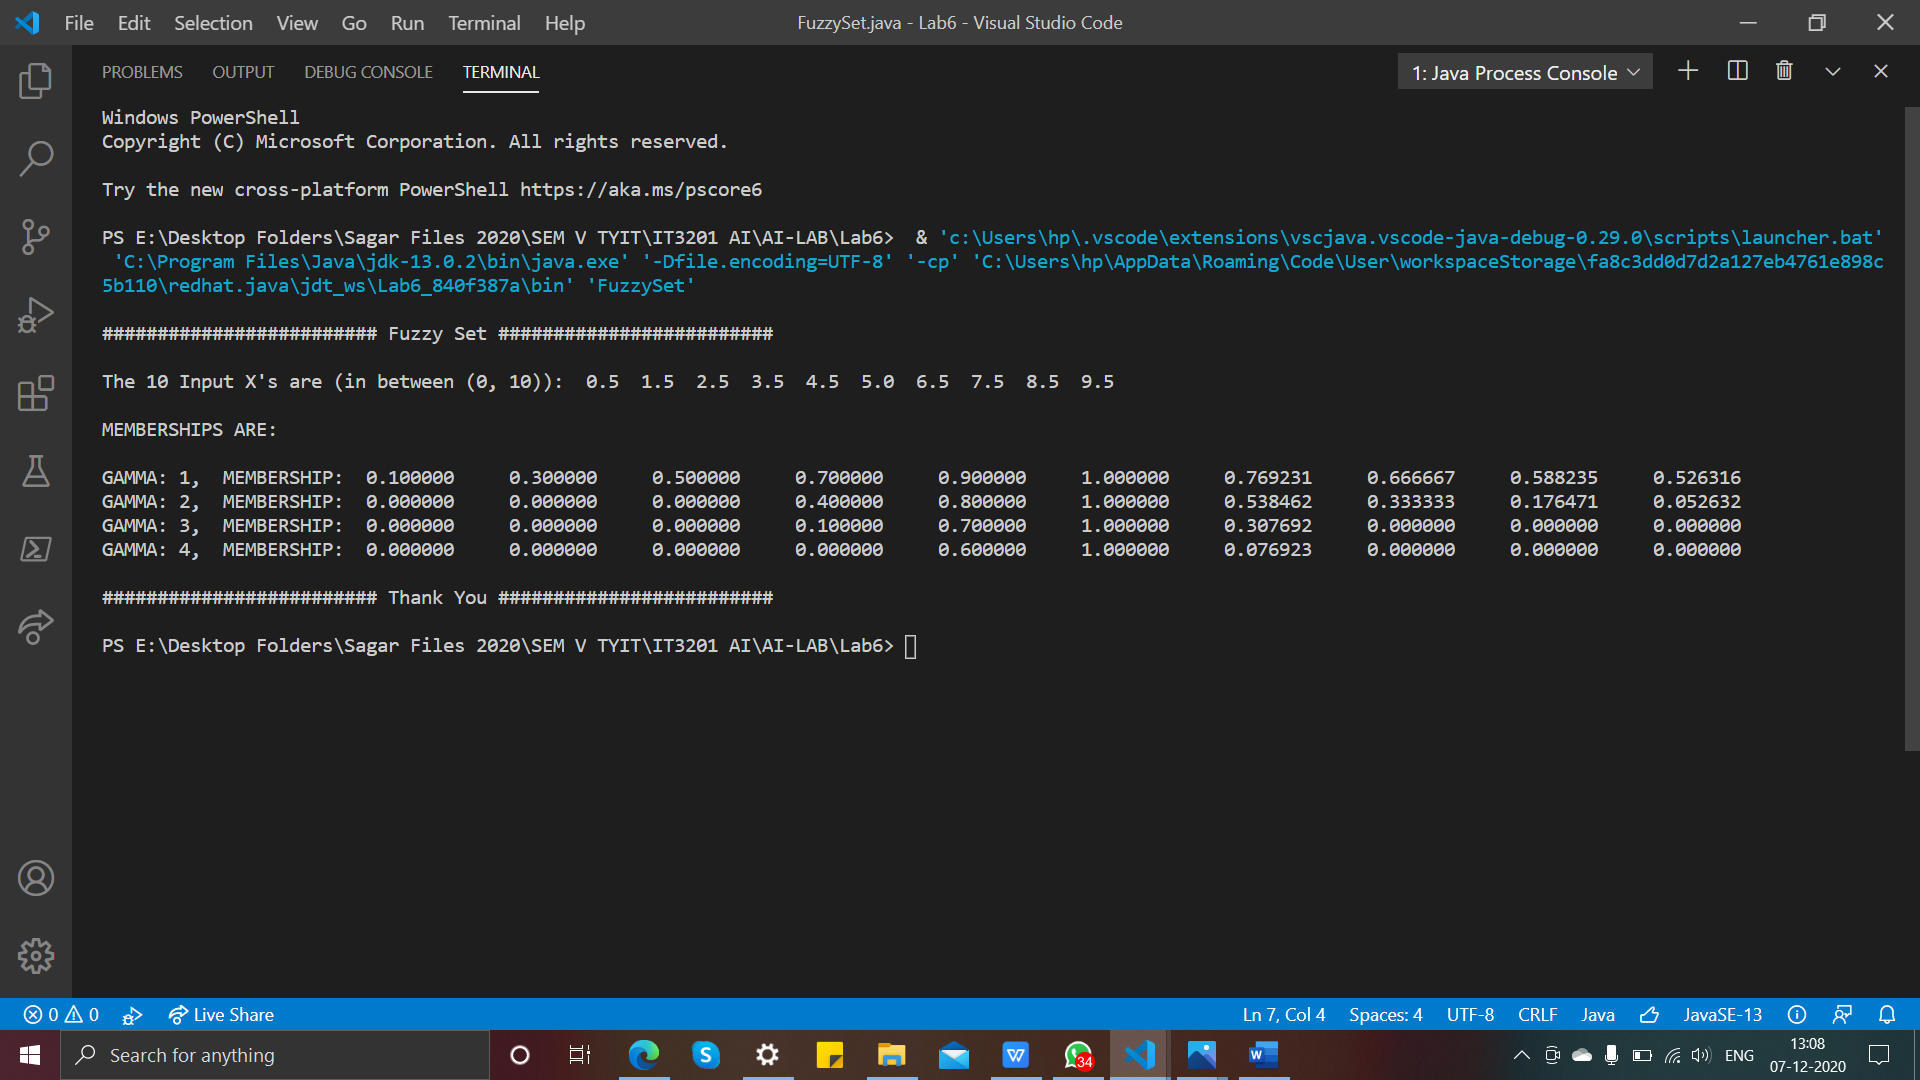 File Edit Selection View Go Run Terminal Help FuzzySet.java - Lab6 - Visual Studio Code
PROBLEMS OUTPUT DEBUG CONSOLE TERMINAL 1: Java Process Console
Windows PowerShell
Copyright (C) Microsoft Corporation. All rights reserved.
Try the new cross-platform PowerShell https://aka.ms/pscore6
PS E:\Desktop Folders\Sagar Files 2020\SEM V TYIT\IT3201 AI\AI-LAB\Lab6>  & 'c:\Users\hp\.vscode\extensions\vscjava.vscode-java-debug-0.29.0\scripts\launcher.bat'
'C:\Program Files\Java\jdk-13.0.2\bin\java.exe' '-Dfile.encoding=UTF-8' '-cp' 'C:\Users\hp\AppData\Roaming\Code\User\workspaceStorage\fa8c3dd0d7d2a127eb4761e898c
5b110\redhat.java\jdt_ws\Lab6_840f387a\bin' 'FuzzySet'
######################### Fuzzy Set #########################
The 10 Input X's are (in between (0, 10)):  0.5  1.5  2.5  3.5  4.5  5.0  6.5  7.5  8.5  9.5
MEMBERSHIPS ARE:
GAMMA: 1,  MEMBERSHIP:  0.100000     0.300000     0.500000     0.700000     0.900000     1.000000     0.769231     0.666667     0.588235     0.526316
GAMMA: 2,  MEMBERSHIP:  0.000000     0.000000     0.000000     0.400000     0.800000     1.000000     0.538462     0.333333     0.176471     0.052632
GAMMA: 3,  MEMBERSHIP:  0.000000     0.000000     0.000000     0.100000     0.700000     1.000000     0.307692     0.000000     0.000000     0.000000
GAMMA: 4,  MEMBERSHIP:  0.000000     0.000000     0.000000     0.000000     0.600000     1.000000     0.076923     0.000000     0.000000     0.000000
######################### Thank You #########################
PS E:\Desktop Folders\Sagar Files 2020\SEM V TYIT\IT3201 AI\AI-LAB\Lab6>
0 0 Live Share Ln 7, Col 4 Spaces: 4 UTF-8 CRLF Java JavaSE-13
Search for anything S W 34 W ENG 13:08
07-12-2020